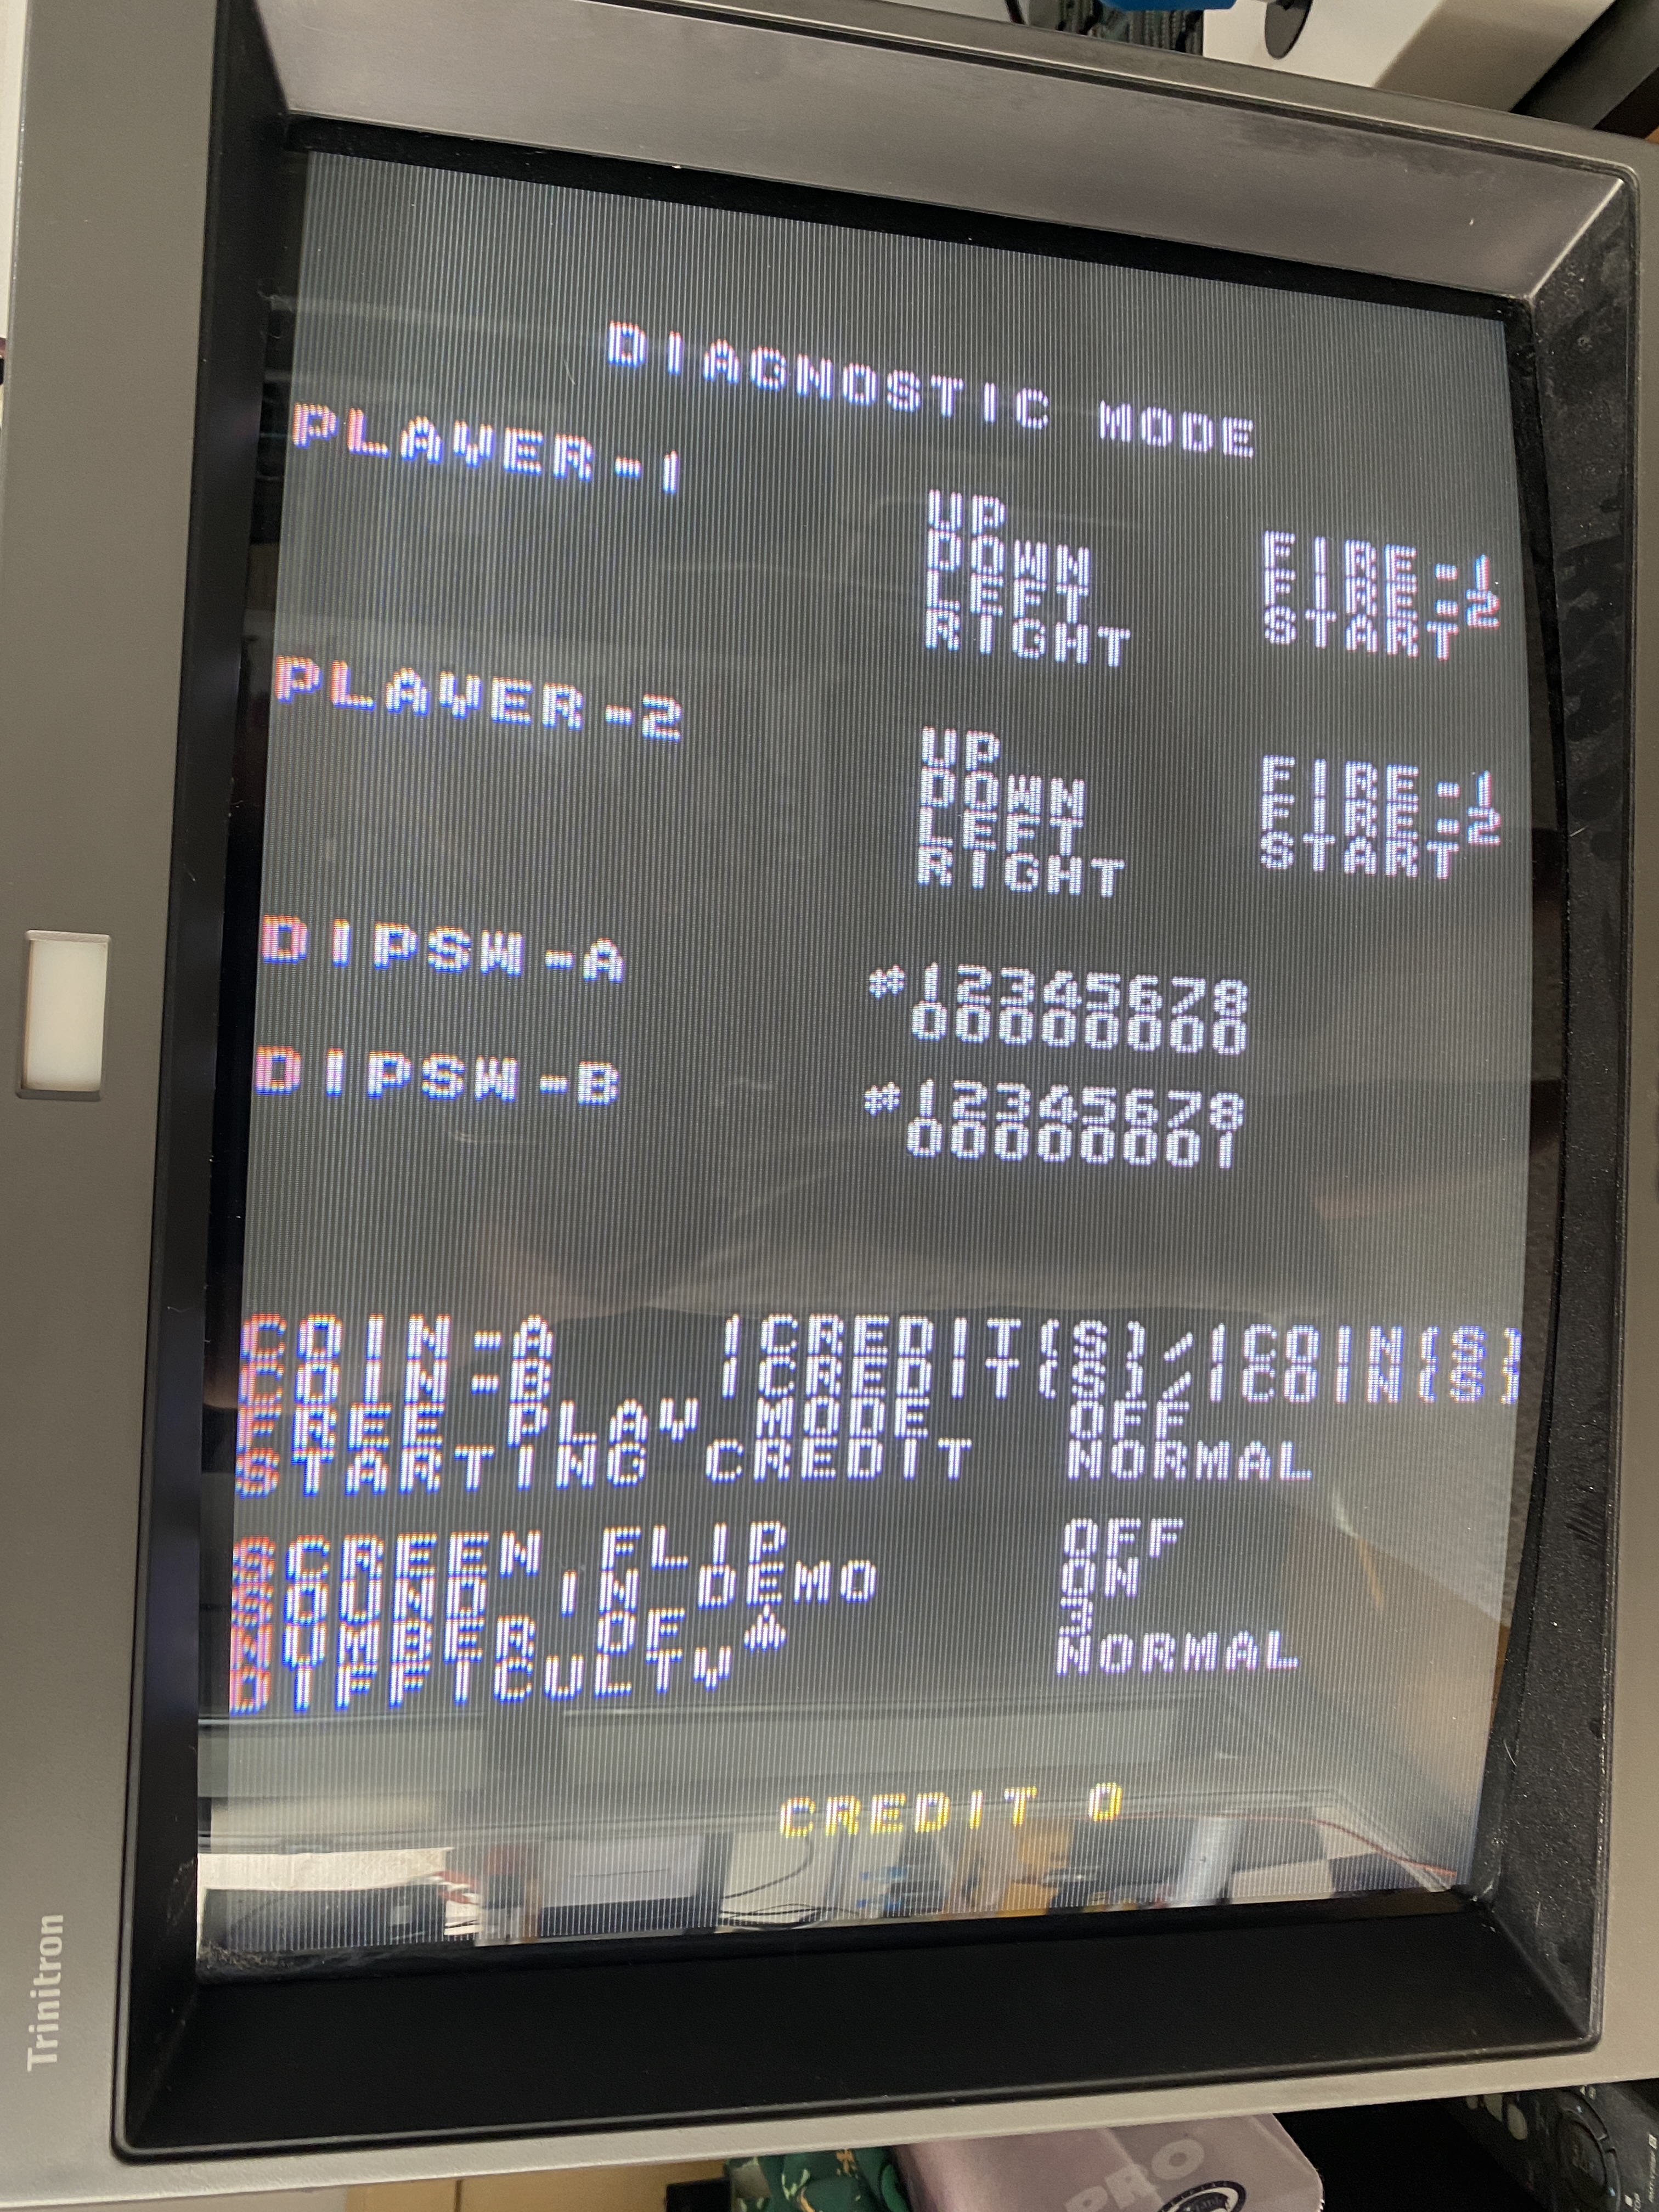 DIAGNOSTIC MODE
PLAYER-1
UP
DOWN
LEFT
RIGHT
FIRE-1
FIRE-2
START
PLAYER-2
UP
DOWN
LEFT
RIGHT
FIRE-1
FIRE-2
START
DIPSW-A #12345678
00000000
DIPSW-B #12345678
00000001
COIN-A 1CREDIT(S)/1COIN(S)
COIN-B 1CREDIT(S)/1COIN(S)
FREE PLAY MODE OFF
STARTING CREDIT NORMAL
SCREEN FLIP OFF
SOUND IN DEMO ON
NUMBER OF 3
DIFFICULTY NORMAL
CREDIT 0
Trinitron
PRO